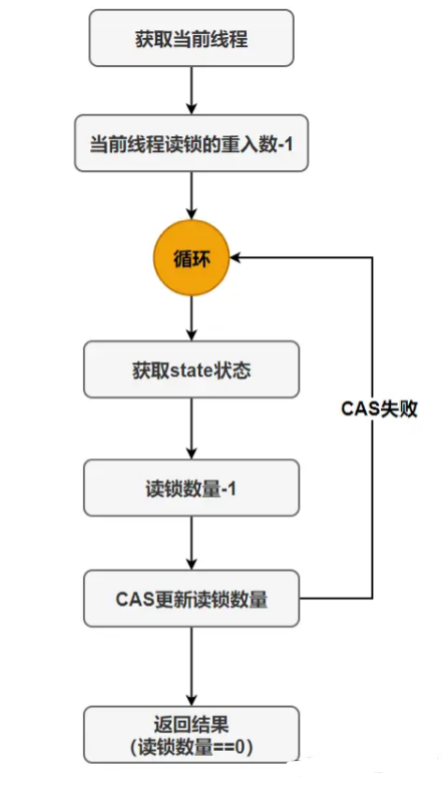 获取当前线程
当前线程读锁的重入数-1
循环
获取state状态
CAS失败
读锁数量-1
CAS更新读锁数量
返回结果
（读锁数量==0）